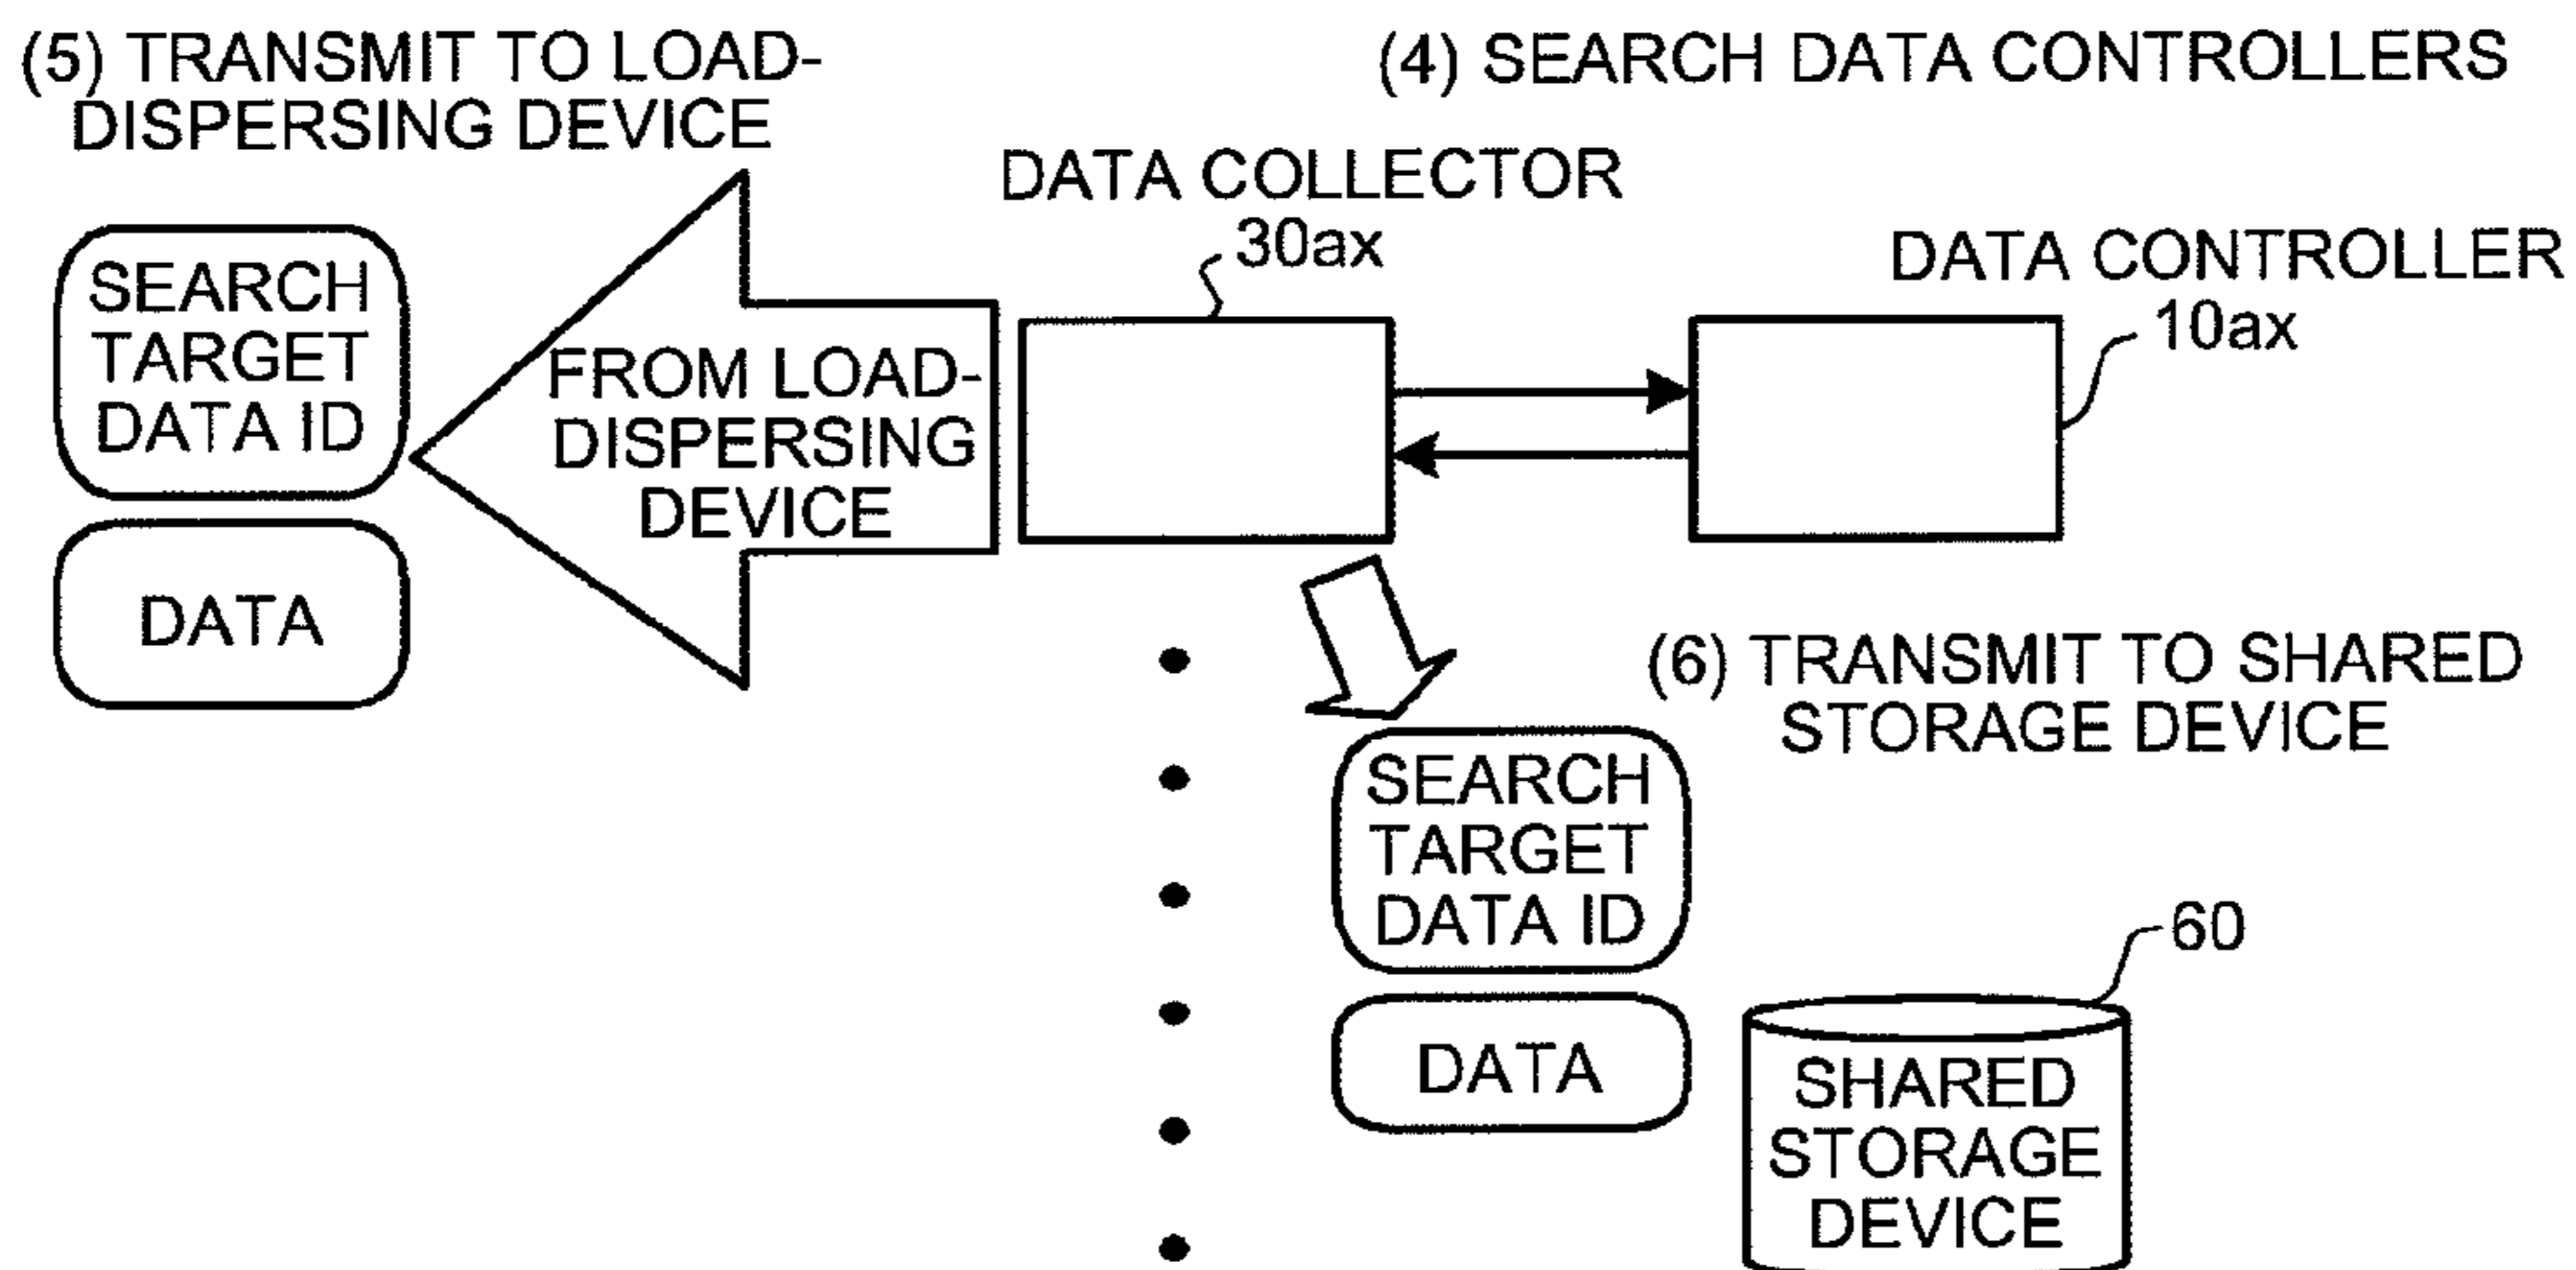 (5) TRANSMIT TO LOAD-
DISPERSING DEVICE
(4) SEARCH DATA CONTROLLERS
DATA COLLECTOR
30ax
DATA CONTROLLER
10ax
SEARCH
TARGET
DATA ID
DATA
FROM LOAD-
DISPERSING
DEVICE
(6) TRANSMIT TO SHARED
STORAGE DEVICE
SEARCH
TARGET
DATA ID
DATA
60
SHARED
STORAGE
DEVICE